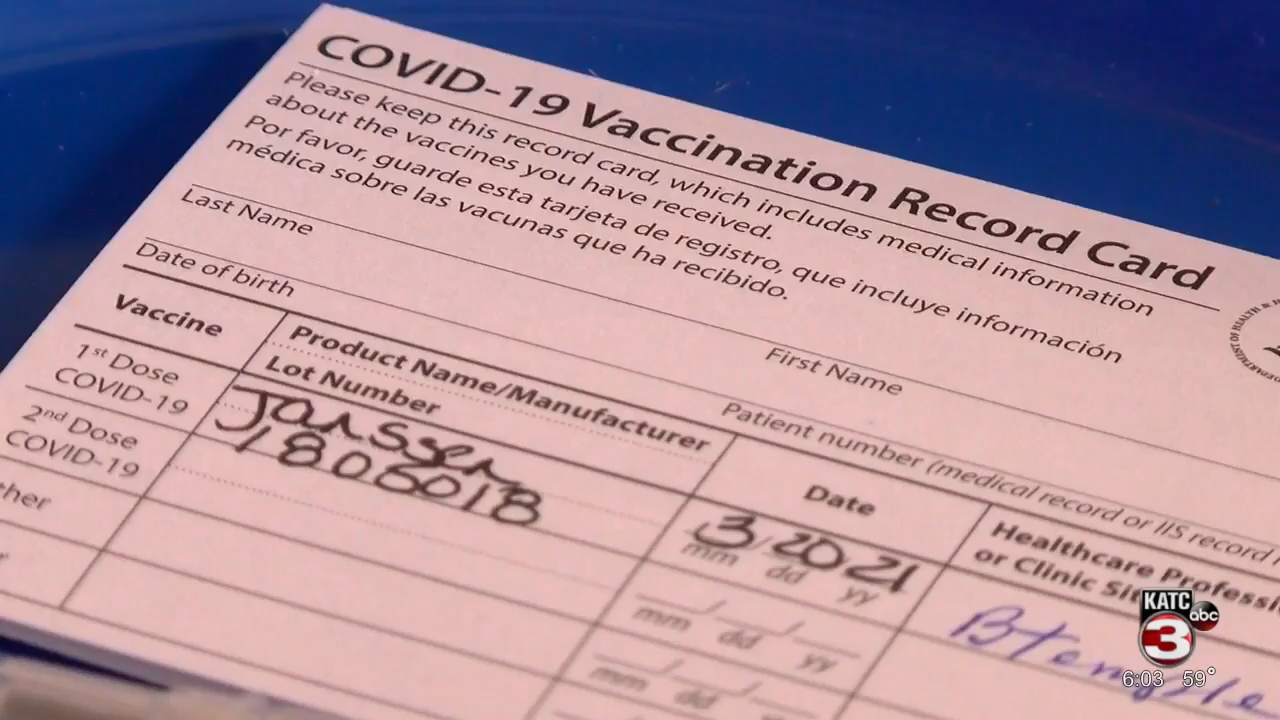 COVID-19 Vaccination Record Card
Please keep this record card, which includes medical information
about the vaccines you have received.
Por favor, guarde esta tarjeta de registro, que incluye información
médica sobre las vacunas que ha recibido.
Last Name
First Name
Date of birth
Patient number (medical record or IIS record
Vaccine
Product Name/Manufacturer
Lot Number
Date
Healthcare Professi
or Clinic Si
1st Dose
COVID-19
Janssen
1808018
3/20/21
mm dd yy
2nd Dose
COVID-19
mm dd yy
ther
mm dd
KATC
abc
3
6:03 59°